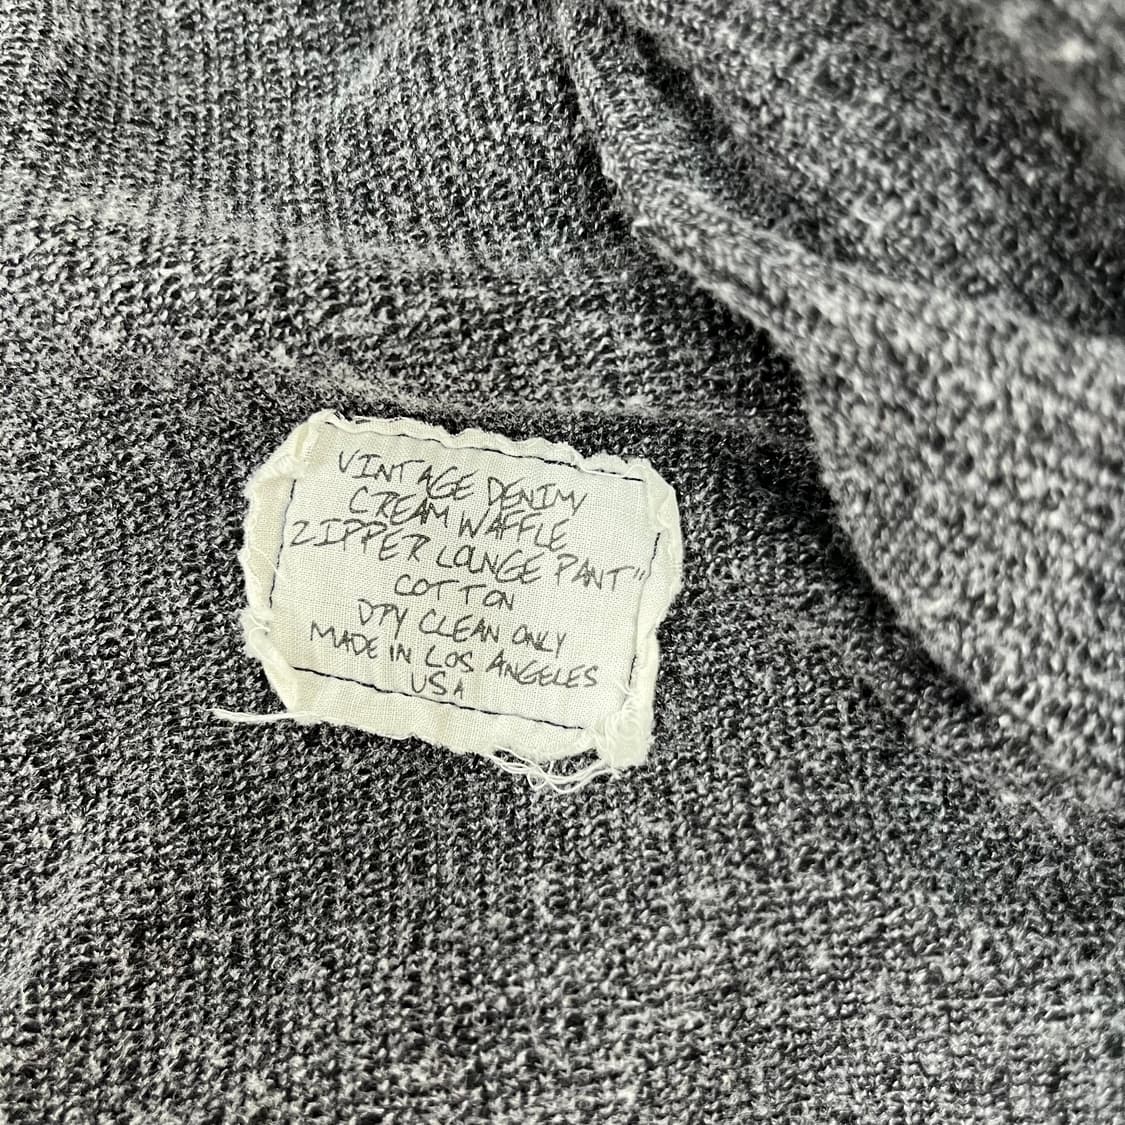 VINTAGE DENIM
CREAM WAFFLE
ZIPPER LOUNGE PANT"
COTTON
DRY CLEAN ONLY
MADE IN LOS ANGELES
USA